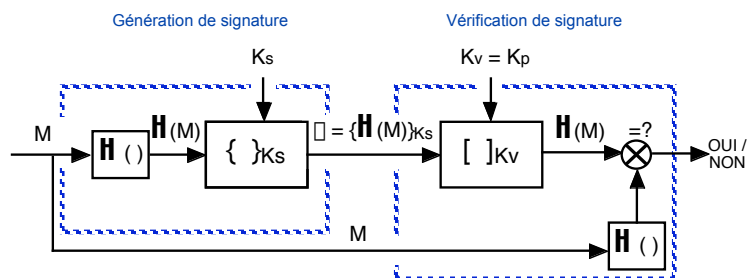 Génération de signature
Vérification de signature
Ks
Kv = Kp
M
H (M)
▯ = {H (M)}Ks
H (M)
=?
H ( )
{ }Ks
[ ]Kv
OUI /
NON
M
H ( )